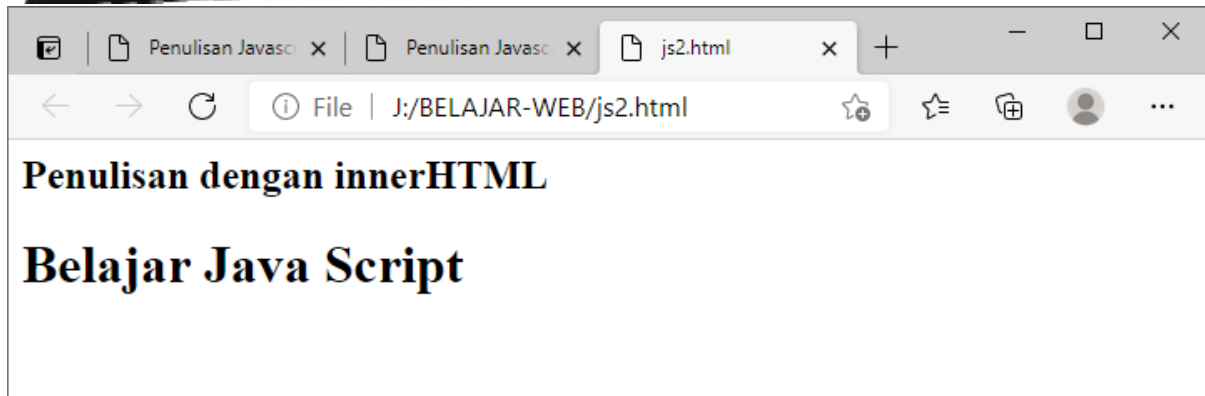 Penulisan Javasc
Penulisan Javasc
js2.html
File | J:/BELAJAR-WEB/js2.html
Penulisan dengan innerHTML
Belajar Java Script